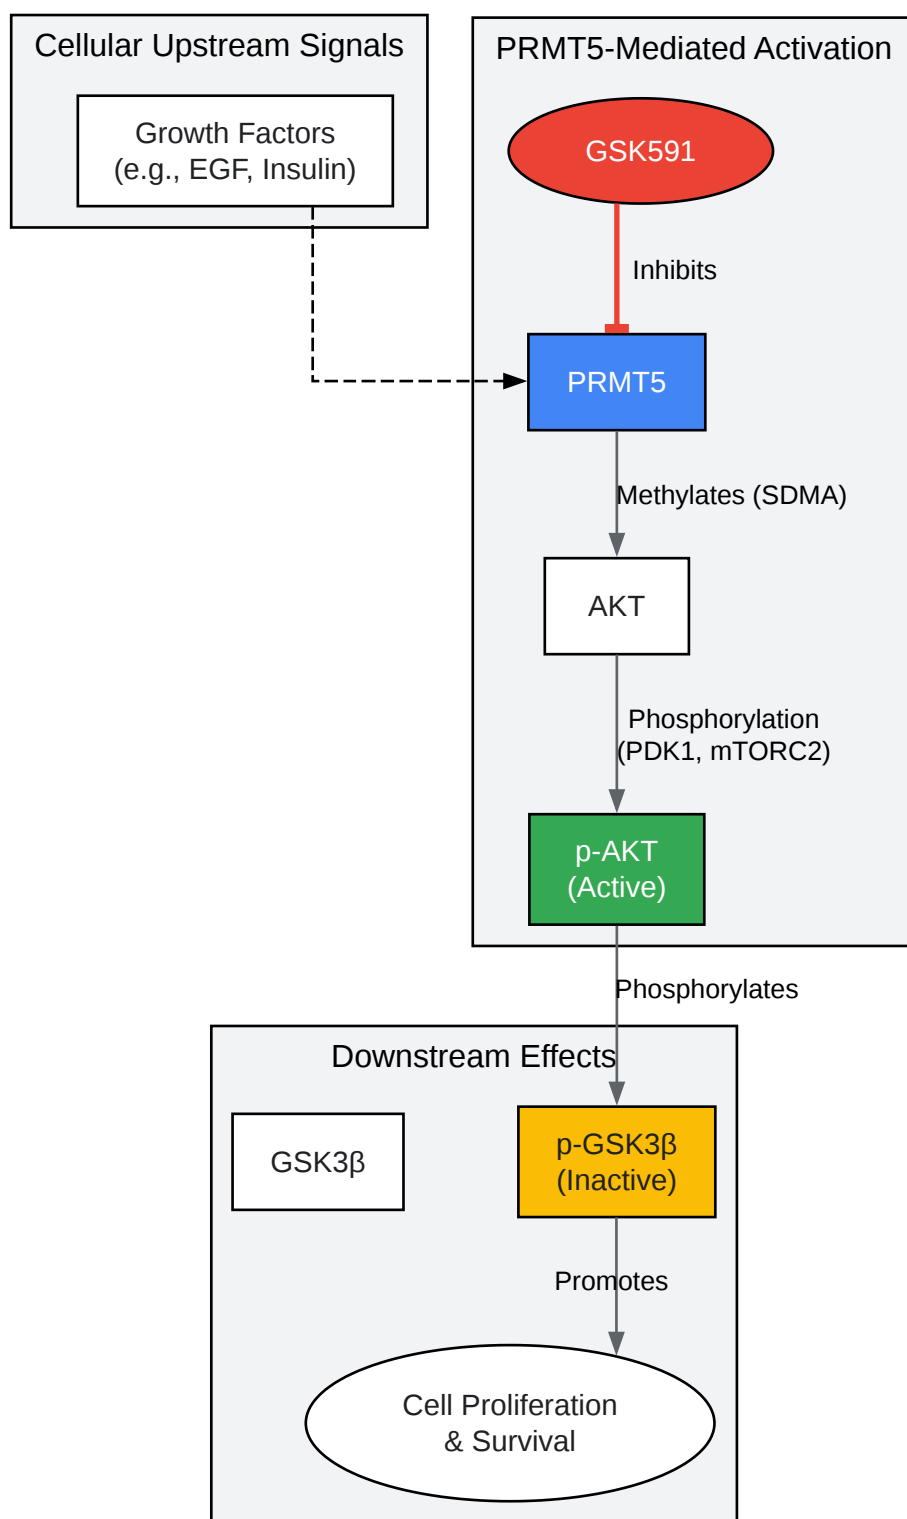 Cellular Upstream Signals
Growth Factors
(e.g., EGF, Insulin)
PRMT5-Mediated Activation
GSK591
Inhibits
PRMT5
Methylates (SDMA)
AKT
Phosphorylation
(PDK1, mTORC2)
p-AKT
(Active)
Phosphorylates
Downstream Effects
GSK3β
p-GSK3β
(Inactive)
Promotes
Cell Proliferation
& Survival